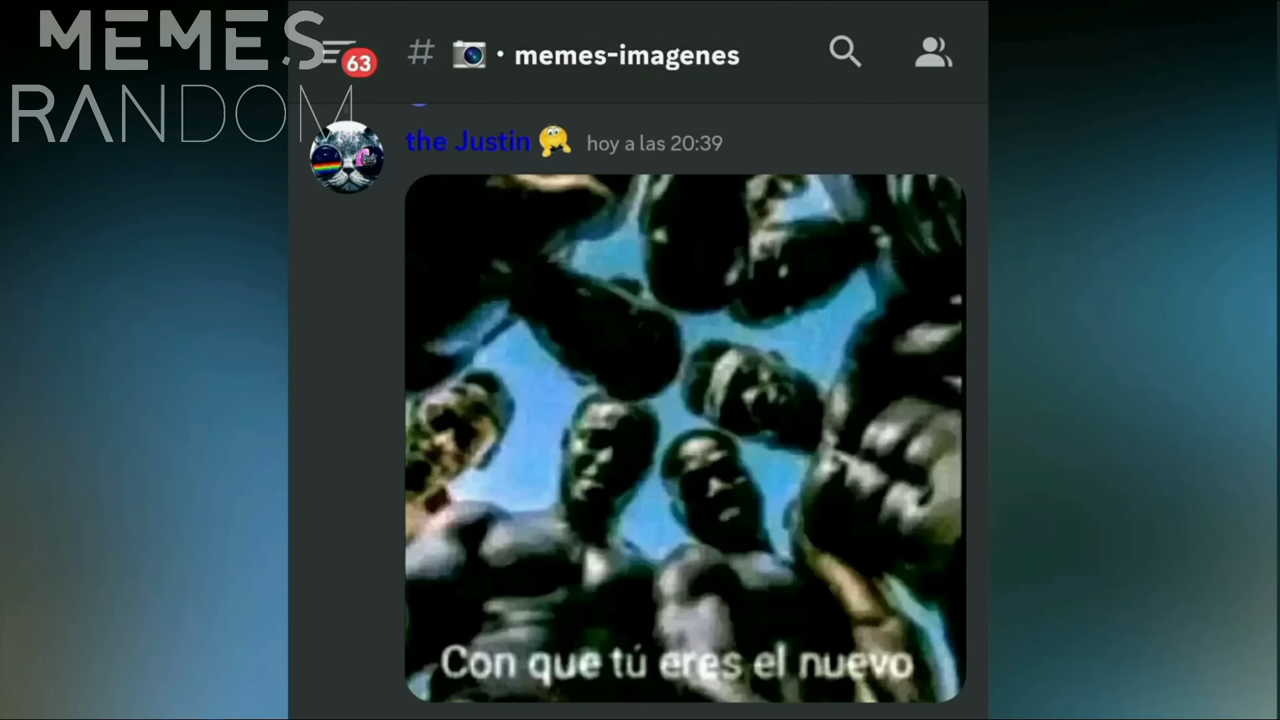 MEMES
RANDOM
63
# 📷 • memes-imagenes
the Justin 🫠 hoy a las 20:39
Con que tú eres el nuevo